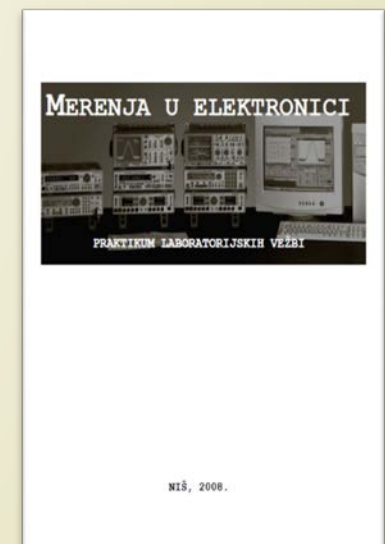 MERENJA U ELEKTRONICI
PRAKTIKUM LABORATORIJSKIH VEŽBI
NIŠ, 2008.